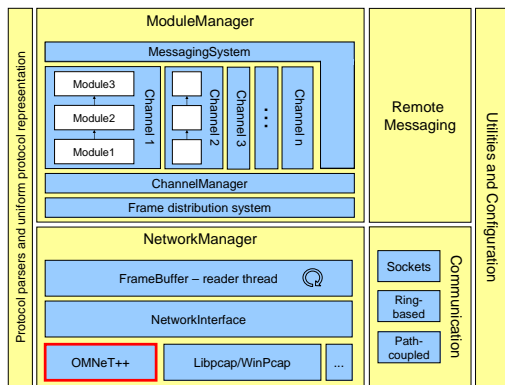 Protocol parsers and uniform protocol representation
ModuleManager
MessagingSystem
Module3
Module2
Module1
Channel 1
Channel 2
Channel 3
...
Channel n
ChannelManager
Frame distribution system
Remote
Messaging
Utilities and Configuration
NetworkManager
FrameBuffer – reader thread
NetworkInterface
OMNeT++
Libpcap/WinPcap
...
Sockets
Ring-
based
Path-
coupled
Communication